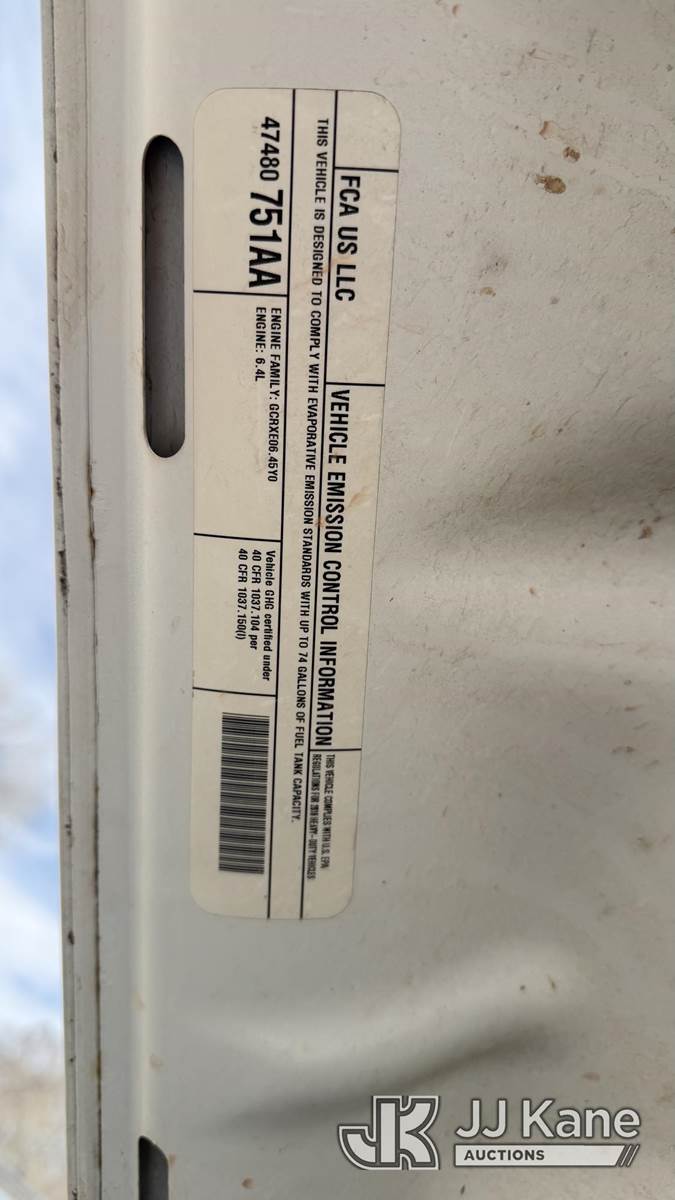 FCA US LLC
VEHICLE EMISSION CONTROL INFORMATION
THIS VEHICLE COMPLIES WITH U.S. EPA
REGULATIONS FOR 2016 HEAVY-DUTY VEHICLES
THIS VEHICLE IS DESIGNED TO COMPLY WITH EVAPORATIVE EMISSION STANDARDS WITH UP TO 74 GALLONS OF FUEL TANK CAPACITY.
47480 751AA
ENGINE FAMILY: GCRXE06.45Y0
ENGINE: 6.4L
Vehicle GHG certified under
40 CFR 1037.104 per
40 CFR 1037.150(l)
JK JJ Kane
AUCTIONS